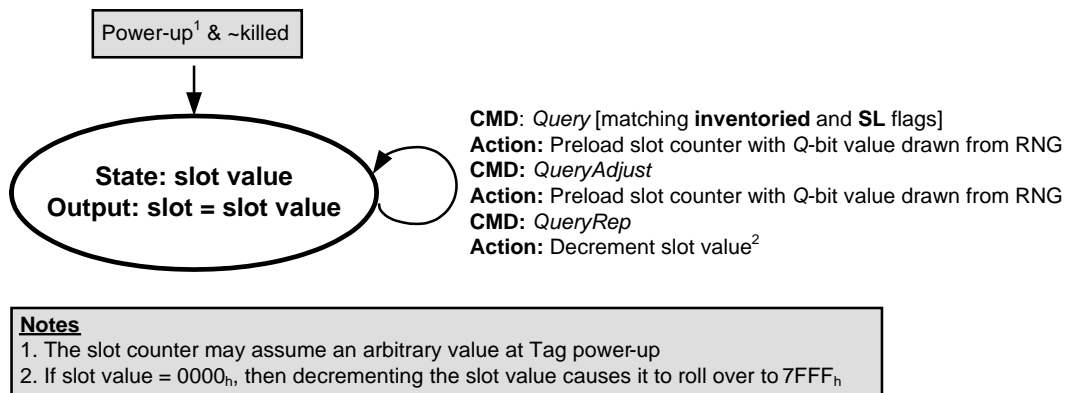 Power-up1 & ~killed
State: slot value
Output: slot = slot value
CMD: Query [matching inventoried and SL flags]
Action: Preload slot counter with Q-bit value drawn from RNG
CMD: QueryAdjust
Action: Preload slot counter with Q-bit value drawn from RNG
CMD: QueryRep
Action: Decrement slot value2
Notes
1. The slot counter may assume an arbitrary value at Tag power-up
2. If slot value = 0000h, then decrementing the slot value causes it to roll over to 7FFFh